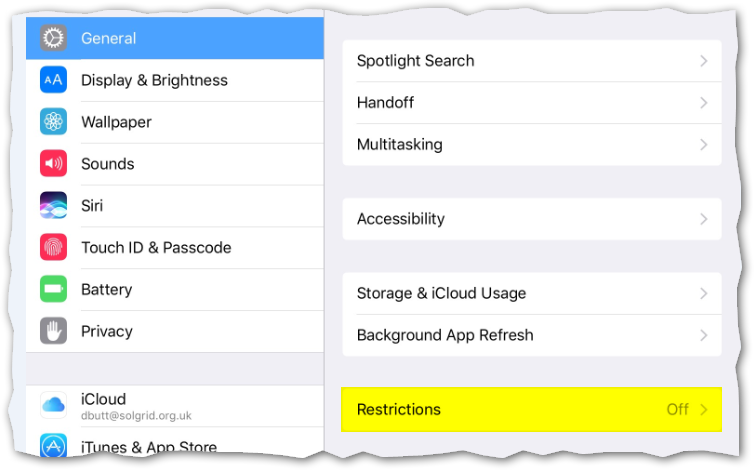 General
Display & Brightness
Wallpaper
Sounds
Siri
Touch ID & Passcode
Battery
Privacy
iCloud
dbutt@solgrid.org.uk
iTunes & App Store
Spotlight Search
Handoff
Multitasking
Accessibility
Storage & iCloud Usage
Background App Refresh
Restrictions Off